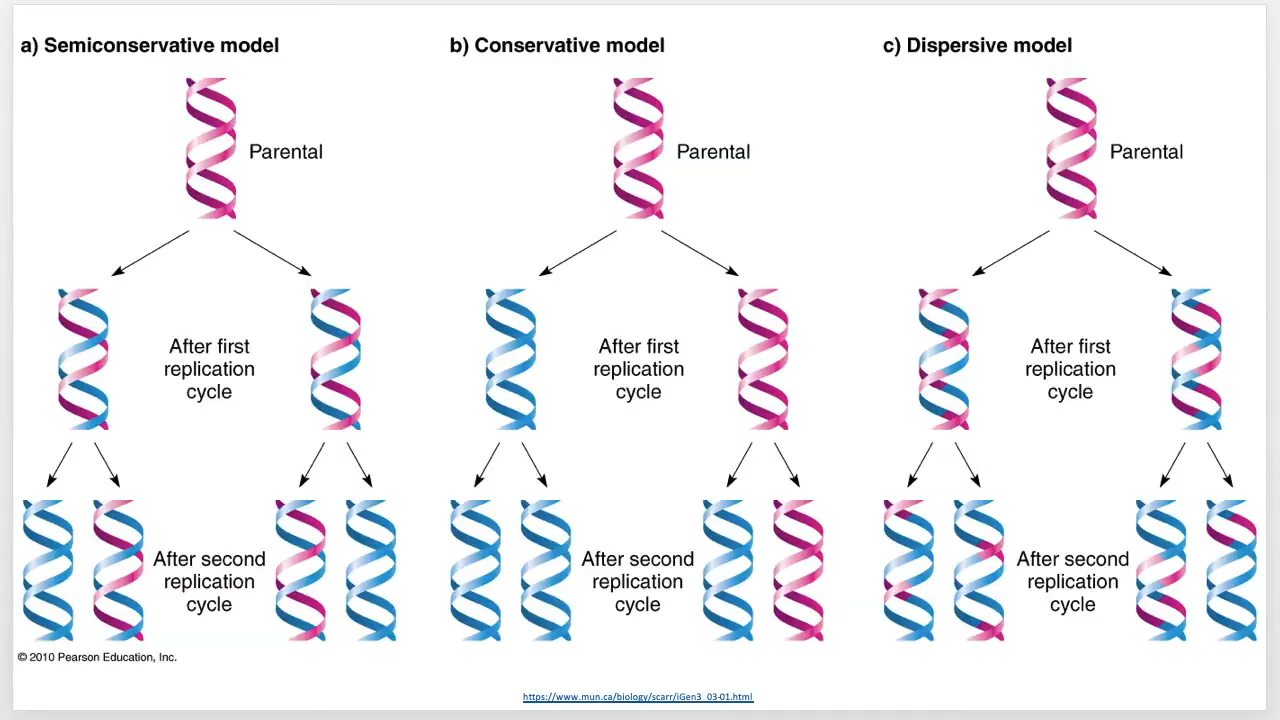 a) Semiconservative model
b) Conservative model
c) Dispersive model
Parental
Parental
Parental
After first
replication
cycle
After first
replication
cycle
After first
replication
cycle
After second
replication
cycle
After second
replication
cycle
After second
replication
cycle
© 2010 Pearson Education, Inc.
https://www.mun.ca/biology/scarr/iGen3_03-01.html